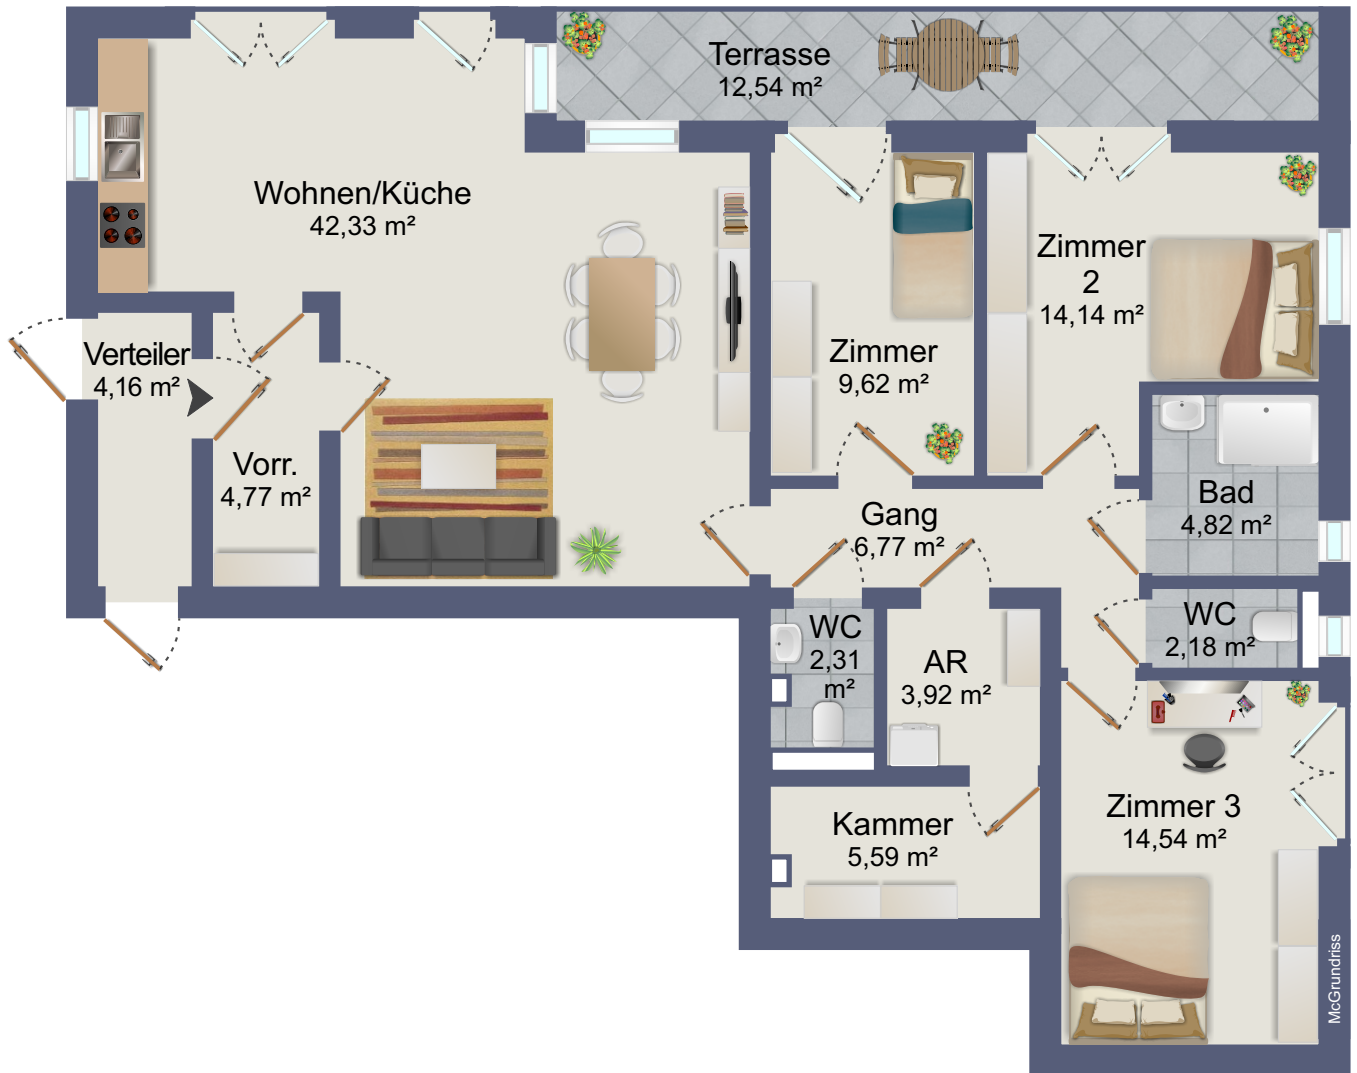 Terrasse
12,54 m²
Wohnen/Küche
42,33 m²
Zimmer
2
14,14 m²
Verteiler
4,16 m²
Zimmer
9,62 m²
Vorr.
4,77 m²
Gang
6,77 m²
Bad
4,82 m²
WC
2,31
m²
AR
3,92 m²
WC
2,18 m²
Kammer
5,59 m²
Zimmer 3
14,54 m²
McGrundriss